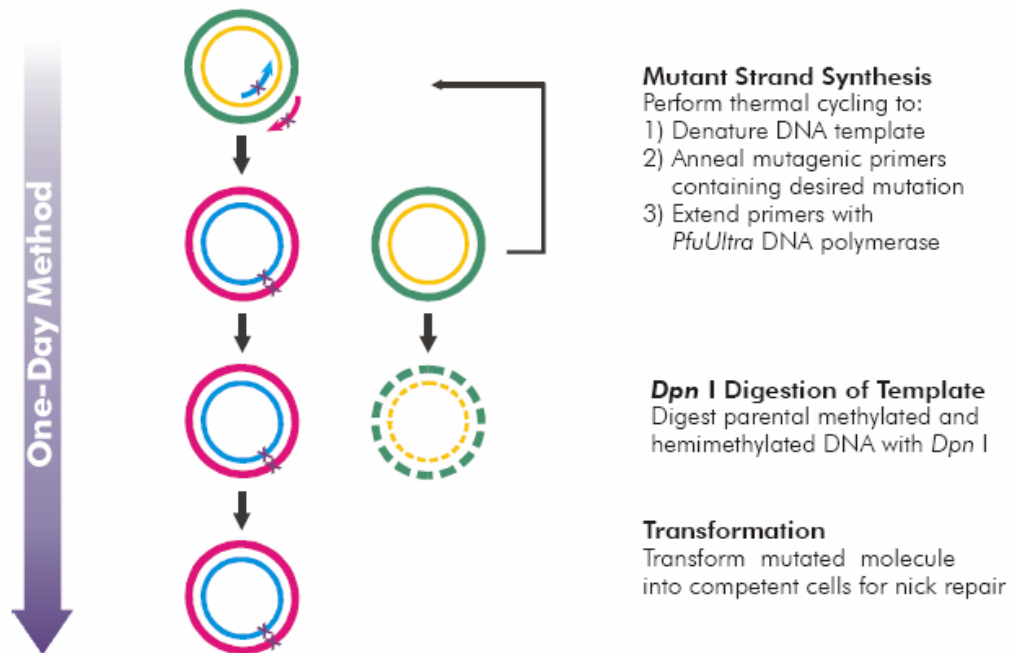 One-Day Method
Mutant Strand Synthesis
Perform thermal cycling to:
1) Denature DNA template
2) Anneal mutagenic primers
containing desired mutation
3) Extend primers with
PfuUltra DNA polymerase
Dpn I Digestion of Template
Digest parental methylated and
hemimethylated DNA with Dpn I
Transformation
Transform mutated molecule
into competent cells for nick repair